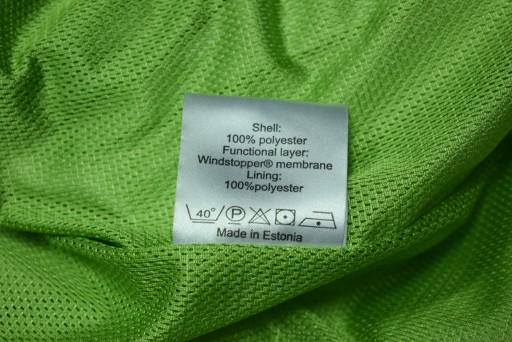 Shell:
100% polyester
Functional layer:
Windstopper® membrane
Lining:
100%polyester
40° P
Made in Estonia